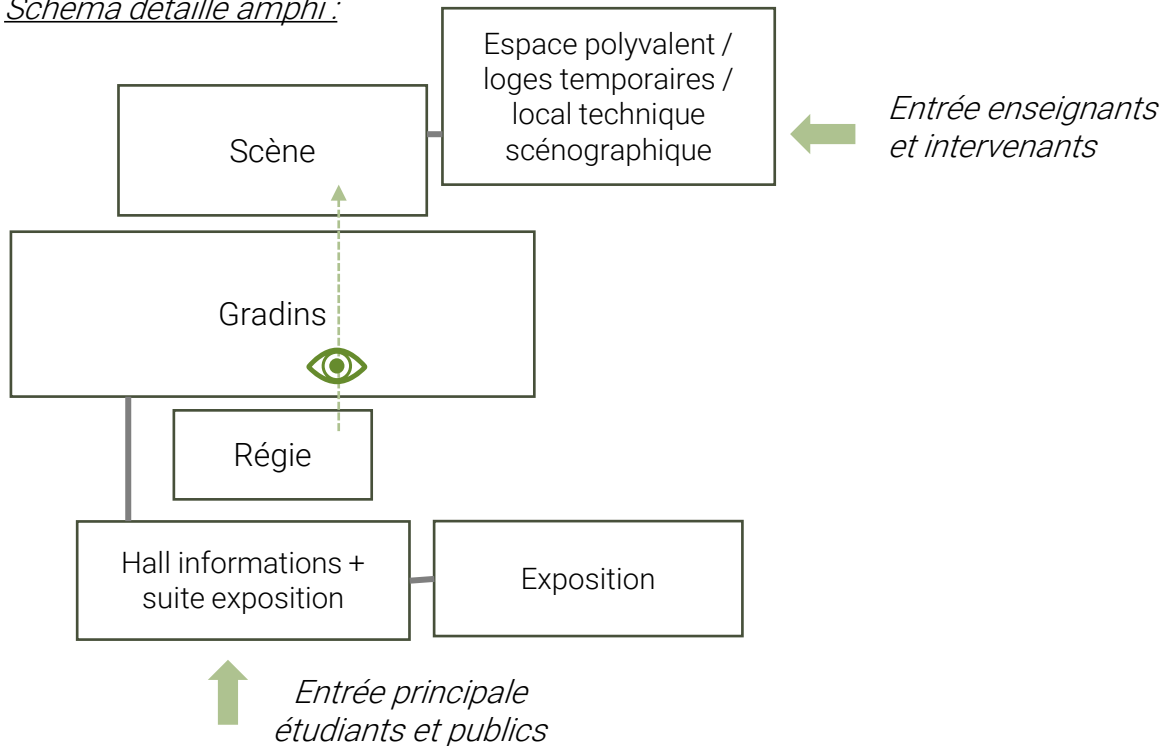 Schéma détaillé amphi :
Espace polyvalent /
loges temporaires /
local technique
scénographique
Entrée enseignants
et intervenants
Scène
Gradins
Régie
Hall informations +
suite exposition
Exposition
Entrée principale
étudiants et publics